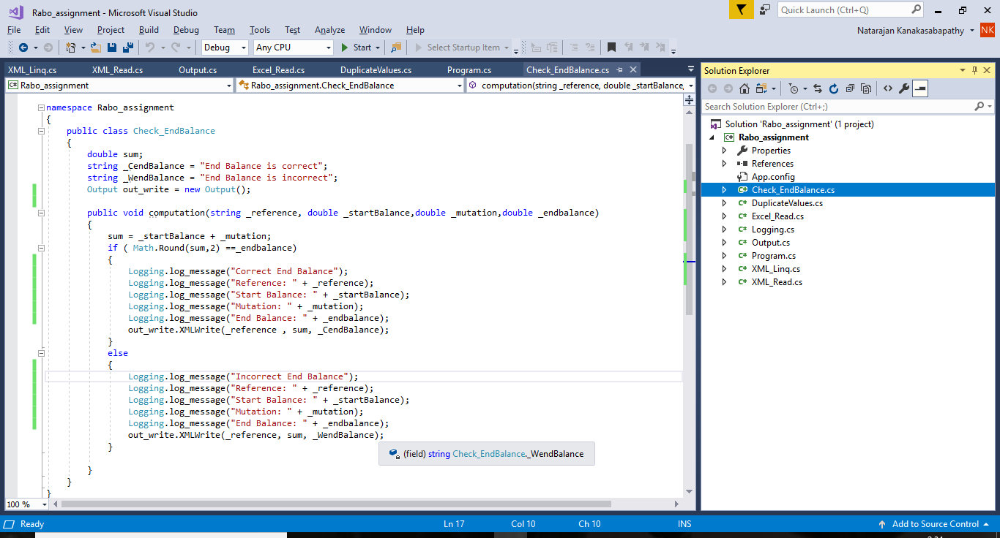 Rabo_assignment - Microsoft Visual Studio
Quick Launch (Ctrl+Q)
File Edit View Project Build Debug Team Tools Test Analyze Window Help
Natarajan Kanakasabapathy NK
Debug Any CPU Start Select Startup Item
XML_Linq.cs XML_Read.cs Output.cs Excel_Read.cs DuplicateValues.cs Program.cs Check_EndBalance.cs
C# Rabo_assignment Rabo_assignment.Check_EndBalance computation(string _reference, double _startBalance,
namespace Rabo_assignment
{
public class Check_EndBalance
{
double sum;
string _CendBalance = "End Balance is correct";
string _WendBalance = "End Balance is incorrect";
Output out_write = new Output();
public void computation(string _reference, double _startBalance,double _mutation,double _endbalance)
{
sum = _startBalance + _mutation;
if ( Math.Round(sum,2) ==_endbalance)
{
Logging.log_message("Correct End Balance");
Logging.log_message("Reference: " + _reference);
Logging.log_message("Start Balance: " + _startBalance);
Logging.log_message("Mutation: " + _mutation);
Logging.log_message("End Balance: " + _endbalance);
out_write.XMLWrite(_reference , sum, _CendBalance);
}
else
{
Logging.log_message("Incorrect End Balance");
Logging.log_message("Reference: " + _reference);
Logging.log_message("Start Balance: " + _startBalance);
Logging.log_message("Mutation: " + _mutation);
Logging.log_message("End Balance: " + _endbalance);
out_write.XMLWrite(_reference, sum, _WendBalance);
}
(field) string Check_EndBalance._WendBalance
}
}
}
100 %
Solution Explorer
Search Solution Explorer (Ctrl+;)
Solution 'Rabo_assignment' (1 project)
C# Rabo_assignment
Properties
References
App.config
C# Check_EndBalance.cs
C# DuplicateValues.cs
C# Excel_Read.cs
C# Logging.cs
C# Output.cs
C# Program.cs
C# XML_Linq.cs
C# XML_Read.cs
Ready Ln 17 Col 10 Ch 10 INS Add to Source Control